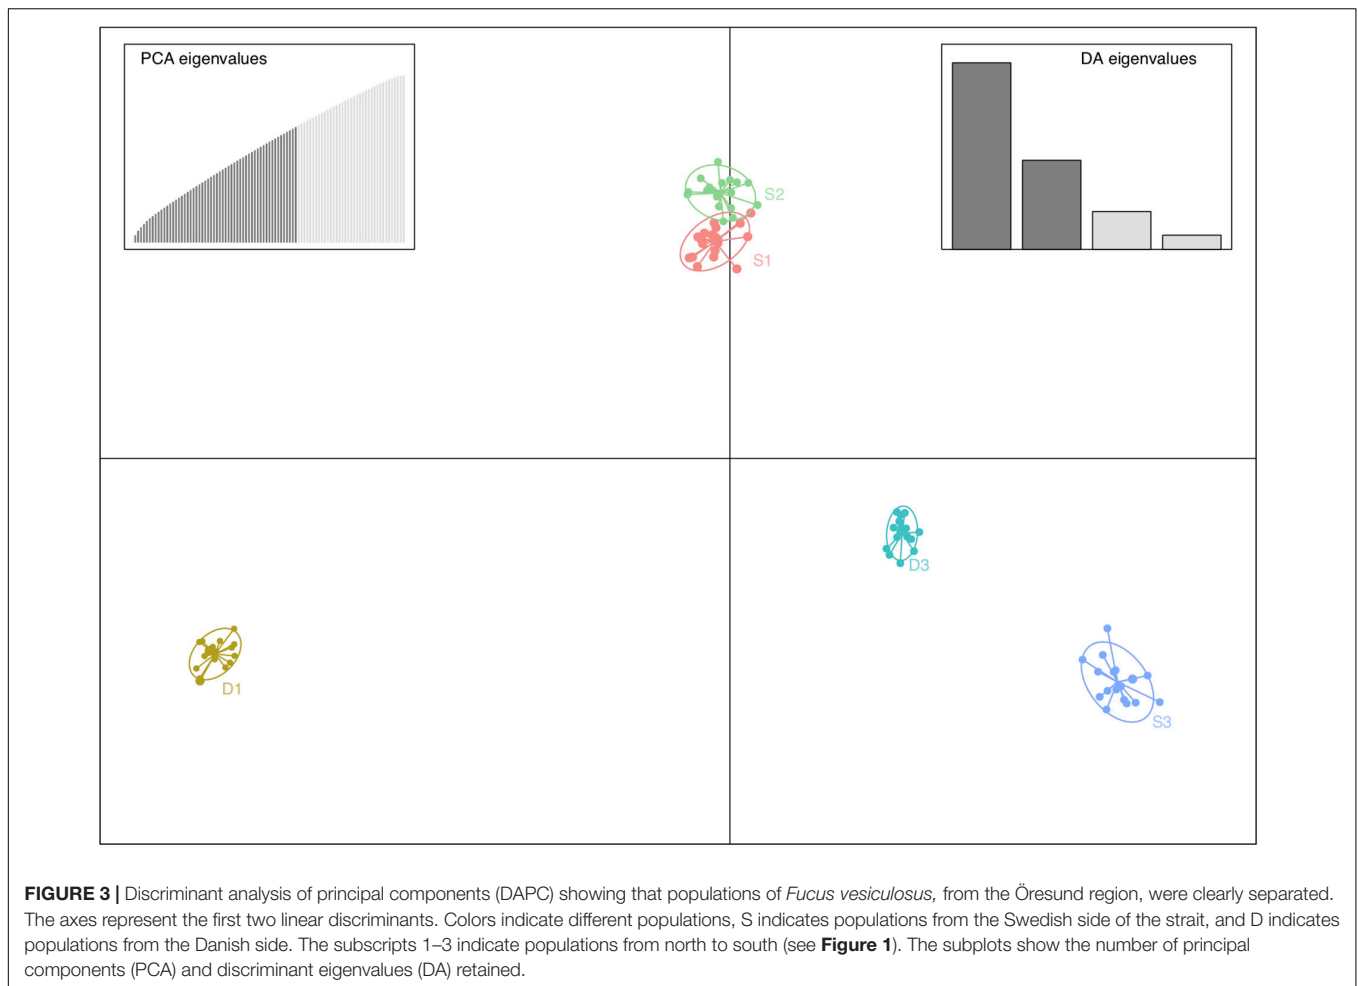 PCA eigenvalues
DA eigenvalues
S2
S1
D3
D1
S3
FIGURE 3 | Discriminant analysis of principal components (DAPC) showing that populations of Fucus vesiculosus, from the Öresund region, were clearly separated.
The axes represent the first two linear discriminants. Colors indicate different populations, S indicates populations from the Swedish side of the strait, and D indicates
populations from the Danish side. The subscripts 1–3 indicate populations from north to south (see Figure 1). The subplots show the number of principal
components (PCA) and discriminant eigenvalues (DA) retained.